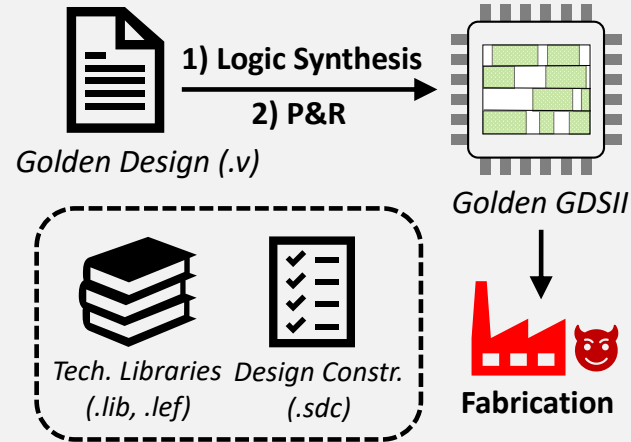 1) Logic Synthesis
2) P&R
Golden Design (.v)
Golden GDSII
Tech. Libraries
(.lib, .lef)
Design Constr.
(.sdc)
Fabrication